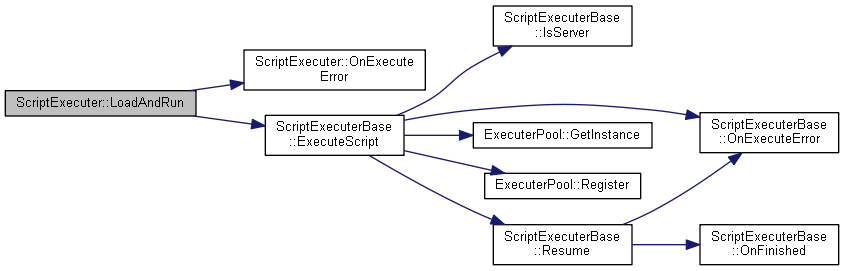 ScriptExecuter::LoadAndRun
ScriptExecuter::OnExecute
Error
ScriptExecuterBase
::ExecuteScript
ScriptExecuterBase
::IsServer
ExecuterPool::GetInstance
ExecuterPool::Register
ScriptExecuterBase
::Resume
ScriptExecuterBase
::OnExecuteError
ScriptExecuterBase
::OnFinished